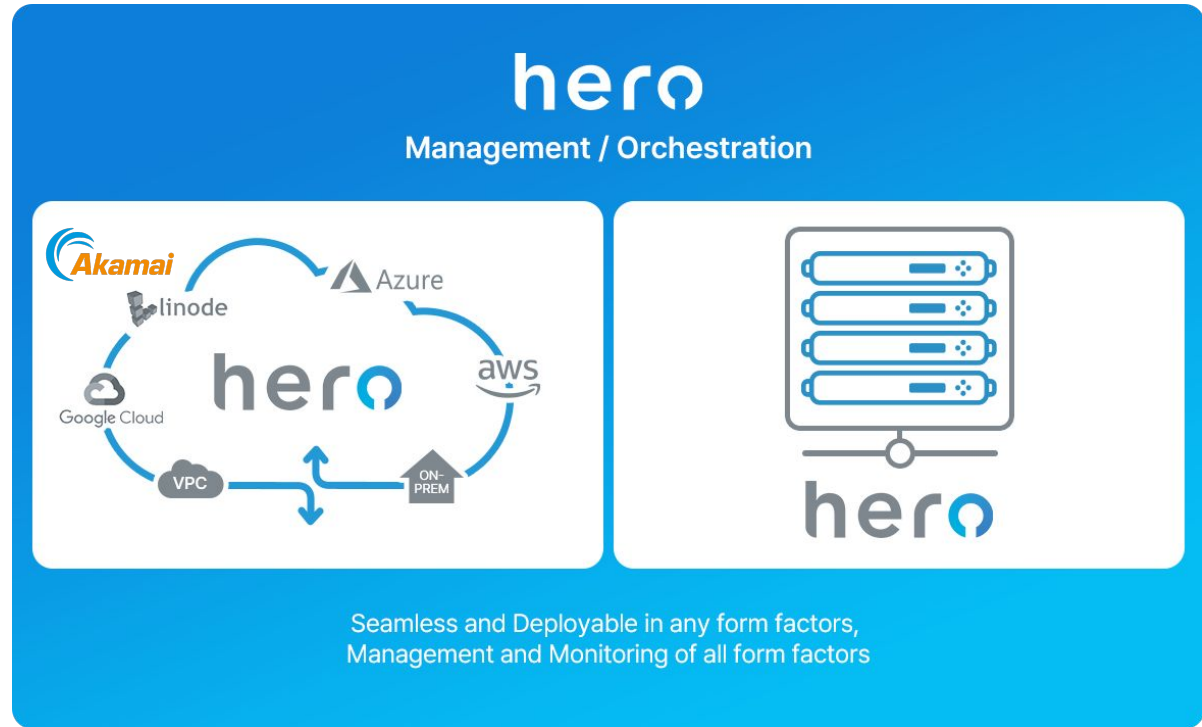 hero
Management / Orchestration
Akamai
linode
Azure
hero
aws
Google Cloud
VPC
ON-
PREM
hero
Seamless and Deployable in any form factors,
Management and Monitoring of all form factors